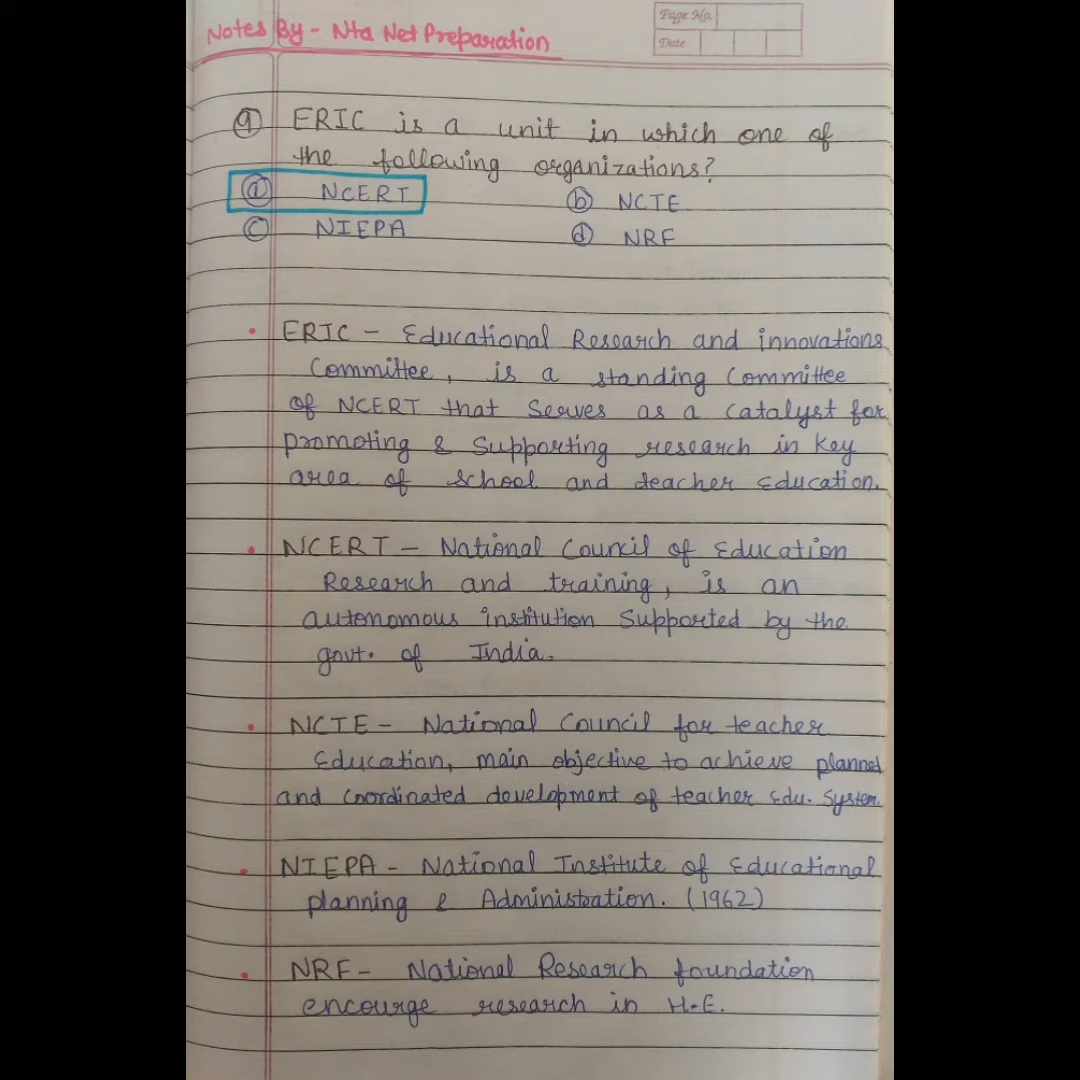 Notes By - Nta Net Preparation
Page No.
Date
9 ERIC is a unit in which one of
the following organizations?
a NCERT b NCTE
c NIEPA d NRF
• ERIC - Educational Research and innovations
Committee, is a standing Committee
of NCERT that Serves as a catalyst for
promoting & Supporting research in key
area of school and teacher Education.
• NCERT - National Council of Education
Research and training, is an
autonomous institution Supported by the
govt. of India.
• NCTE - National Council for teacher
Education, main objective to achieve planned
and Coordinated development of teacher Edu. System.
• NIEPA - National Institute of Educational
planning & Administration. (1962)
• NRF - National Research foundation
encourge research in H.E.